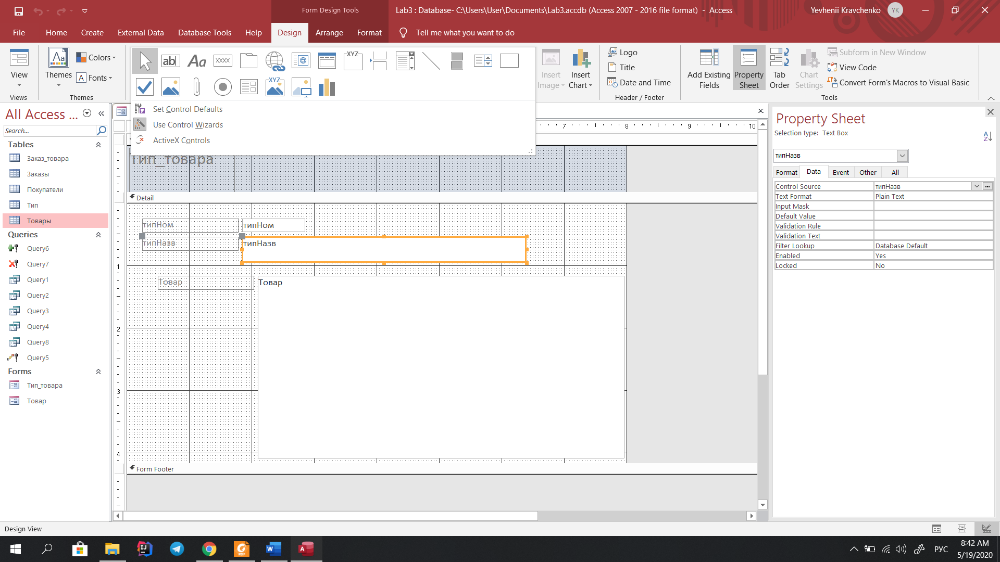 Form Design Tools
Lab3 : Database- C:\Users\User\Documents\Lab3.accdb (Access 2007 - 2016 file format)  -  Access
Yevhenii Kravchenko
YK
File
Home
Create
External Data
Database Tools
Help
Design
Arrange
Format
Tell me what you want to do
View
Views
Aa
Themes
Colors
A Fonts
Themes
ab
Aa
XXXX
XYZ
XYZ
Set Control Defaults
Use Control Wizards
ActiveX Controls
Insert Image
Insert Chart
Logo
Title
Date and Time
Header / Footer
Add Existing Fields
Property Sheet
Tab Order
Chart Settings
Subform in New Window
View Code
Convert Form's Macros to Visual Basic
Tools
All Access ...
Search...
Tables
Заказ_товара
Заказы
Покупатели
Тип
Товары
Queries
Query6
Query7
Query1
Query2
Query3
Query4
Query8
Query5
Forms
Тип_товара
Товар
7 8 9 10
Тип_товара
Detail
типНом
типНом
типНазв
типНазв
1
Товар
Товар
2
3
4
Form Footer
Property Sheet
Selection type: Text Box
типНазв
Format
Data
Event
Other
All
Control Source
типНазв
Text Format
Plain Text
Input Mask
Default Value
Validation Rule
Validation Text
Filter Lookup
Database Default
Enabled
Yes
Locked
No
Design View
РУС
8:42 AM
5/19/2020